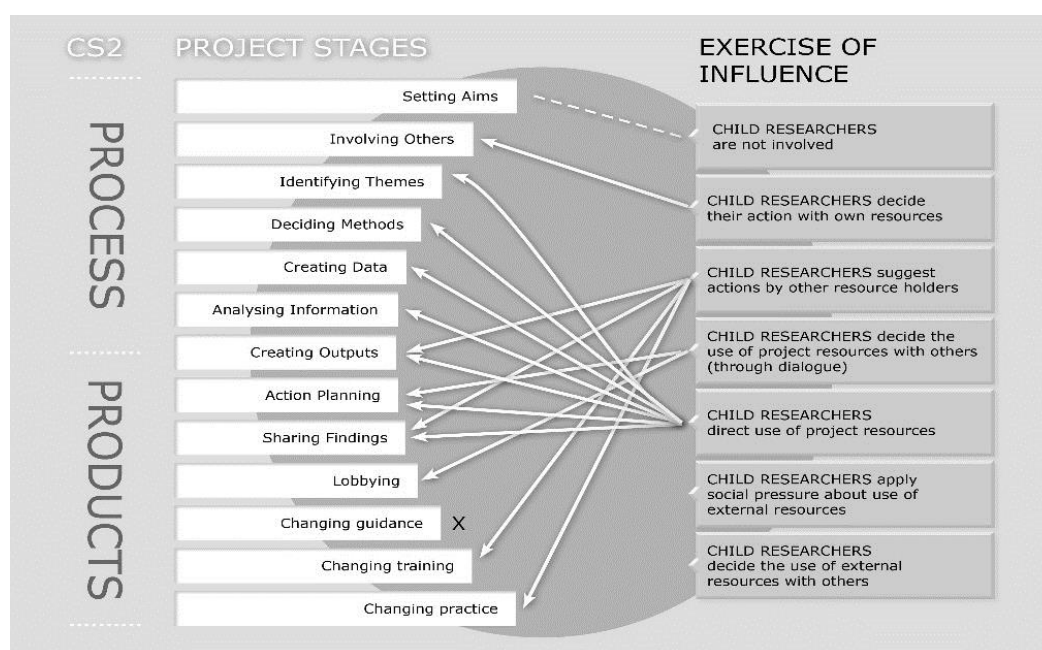 CS2
PROJECT STAGES
EXERCISE OF
INFLUENCE
PROCESS
Setting Aims
Involving Others
Identifying Themes
Deciding Methods
Creating Data
Analysing Information
PRODUCTS
Creating Outputs
Action Planning
Sharing Findings
Lobbying
Changing guidance X
Changing training
Changing practice
CHILD RESEARCHERS
are not involved
CHILD RESEARCHERS decide
their action with own resources
CHILD RESEARCHERS suggest
actions by other resource holders
CHILD RESEARCHERS decide the
use of project resources with others
(through dialogue)
CHILD RESEARCHERS
direct use of project resources
CHILD RESEARCHERS apply
social pressure about use of
external resources
CHILD RESEARCHERS
decide the use of external
resources with others